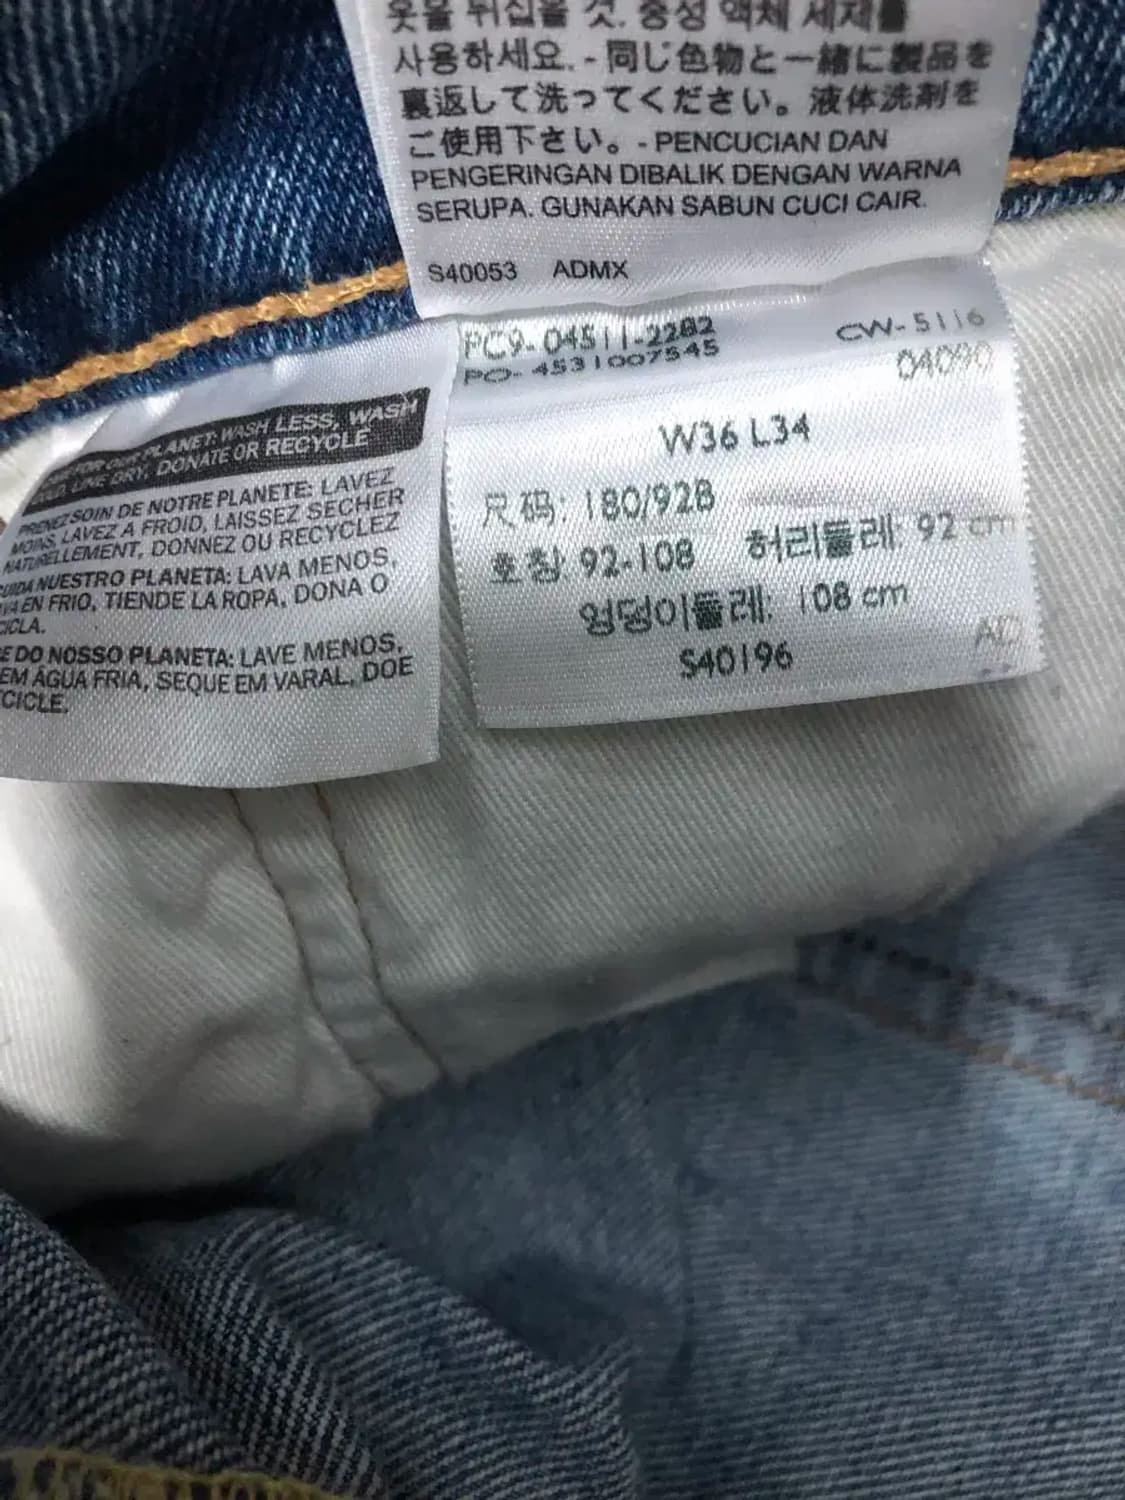 옷을 뒤집을 것. 중성 액체 세제를
사용하세요. - 同じ色物と一緒に製品を
裏返して洗ってください。液体洗剤を
ご使用下さい。- PENCUCIAN DAN
PENGERINGAN DIBALIK DENGAN WARNA
SERUPA. GUNAKAN SABUN CUCI CAIR.
S40053 ADMX
PC9-04511-2282
PO- 4531007545
CW-5116
04090
W36 L34
尺码: 180/92B
호칭: 92-108 허리둘레: 92 cm
엉덩이둘레: 108 cm
S40196
PLANET: WASH LESS, WASH
LINE DRY, DONATE OR RECYCLE
PRENEZ SOIN DE NOTRE PLANETE: LAVEZ
MOINS, LAVEZ A FROID, LAISSEZ SECHER
NATURELLEMENT, DONNEZ OU RECYCLEZ
NUESTRO PLANETA: LAVA MENOS,
EN FRIO, TIENDE LA ROPA, DONA O
DO NOSSO PLANETA: LAVE MENOS,
EM AGUA FRIA, SEQUE EM VARAL, DOE